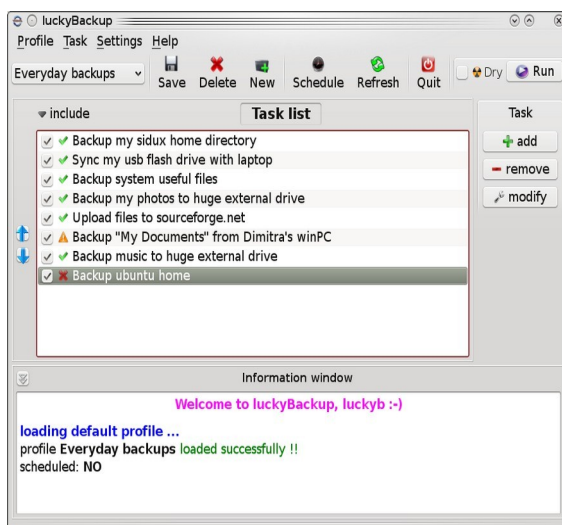 luckyBackup
Profile Task Settings Help
Everyday backups Save Delete New Schedule Refresh Quit Dry Run
include Task list Task
Backup my sidux home directory
Sync my usb flash drive with laptop
Backup system useful files
Backup my photos to huge external drive
Upload files to sourceforge.net
Backup "My Documents" from Dimitra's winPC
Backup music to huge external drive
Backup ubuntu home
add
remove
modify
Information window
Welcome to luckyBackup, luckyb :-)
loading default profile ...
profile Everyday backups loaded successfully !!
scheduled: NO